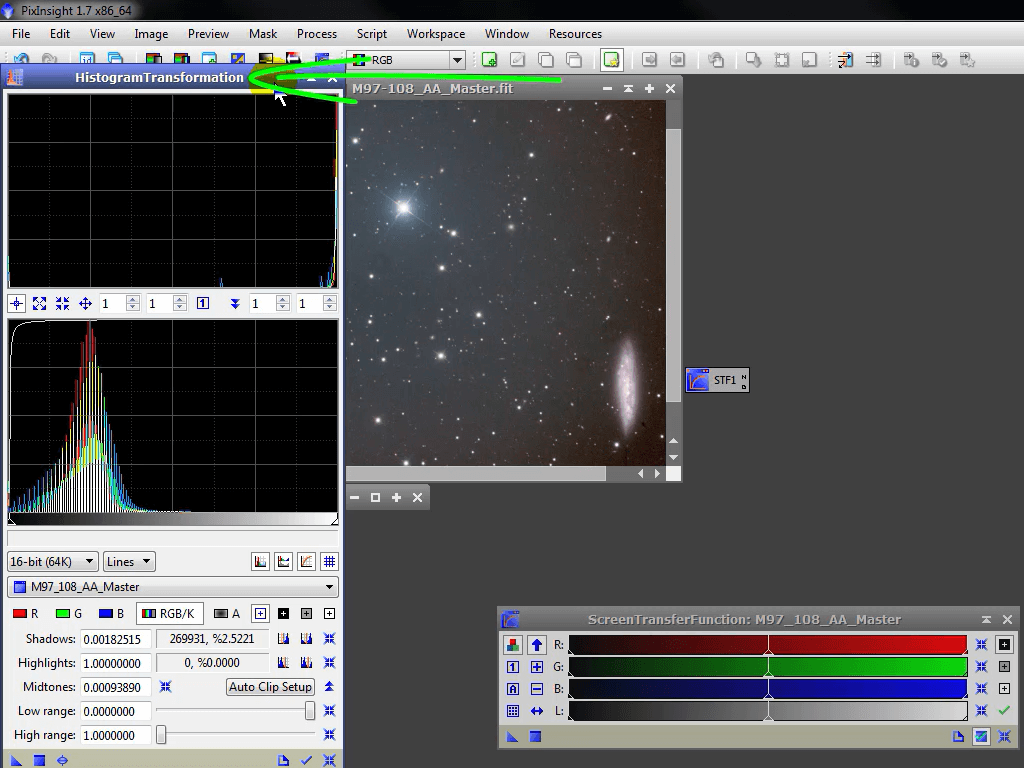 PixInsight 1.7 x86_64
File Edit View Image Preview Mask Process Script Workspace Window Resources
RGB
HistogramTransformation
M97-108_AA_Master.fit
1 1 1 1 1
STF1
N
D
16-bit (64K) Lines
M97_108_AA_Master
R G B RGB/K A
Shadows: 0.00182515 269931, %2.5221
Highlights: 1.00000000 0, %0.0000
Midtones: 0.00093890 Auto Clip Setup
Low range: 0.0000000
High range: 1.0000000
ScreenTransferFunction: M97_108_AA_Master
R:
1 G:
A B:
L: